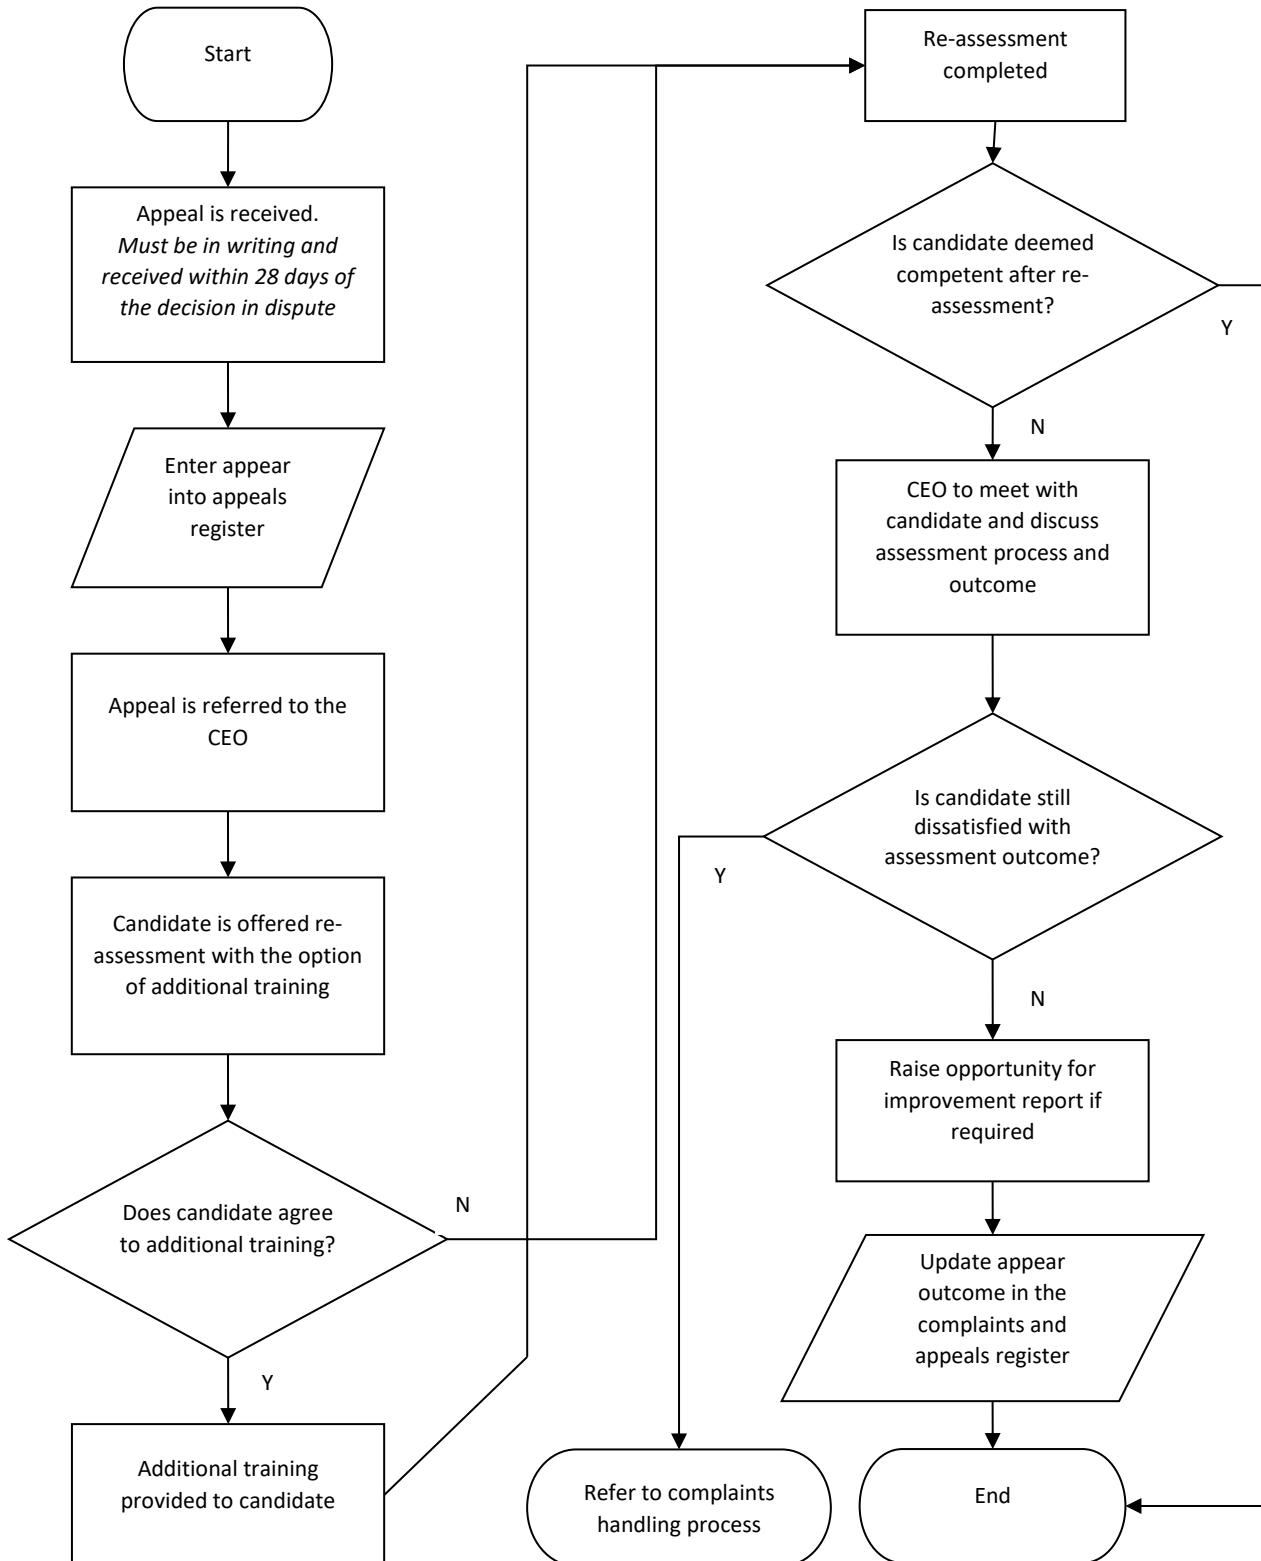 Start
Appeal is received.
Must be in writing and
received within 28 days of
the decision in dispute
Enter appear
into appeals
register
Appeal is referred to the
CEO
Candidate is offered re-
assessment with the option
of additional training
Does candidate agree
to additional training?
N
Y
Additional training
provided to candidate
Re-assessment
completed
Is candidate deemed
competent after re-
assessment?
Y
N
CEO to meet with
candidate and discuss
assessment process and
outcome
Is candidate still
dissatisfied with
assessment outcome?
Y
N
Raise opportunity for
improvement report if
required
Update appear
outcome in the
complaints and
appeals register
Refer to complaints
handling process
End